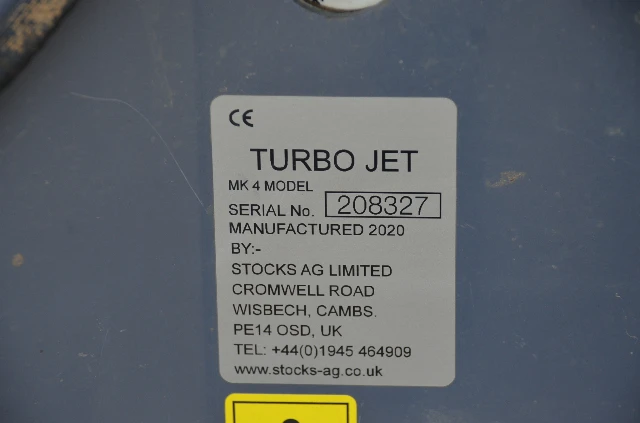 CE
TURBO JET
MK 4 MODEL
SERIAL No. 208327
MANUFACTURED 2020
BY:-
STOCKS AG LIMITED
CROMWELL ROAD
WISBECH, CAMBS.
PE14 OSD, UK
TEL: +44(0)1945 464909
www.stocks-ag.co.uk